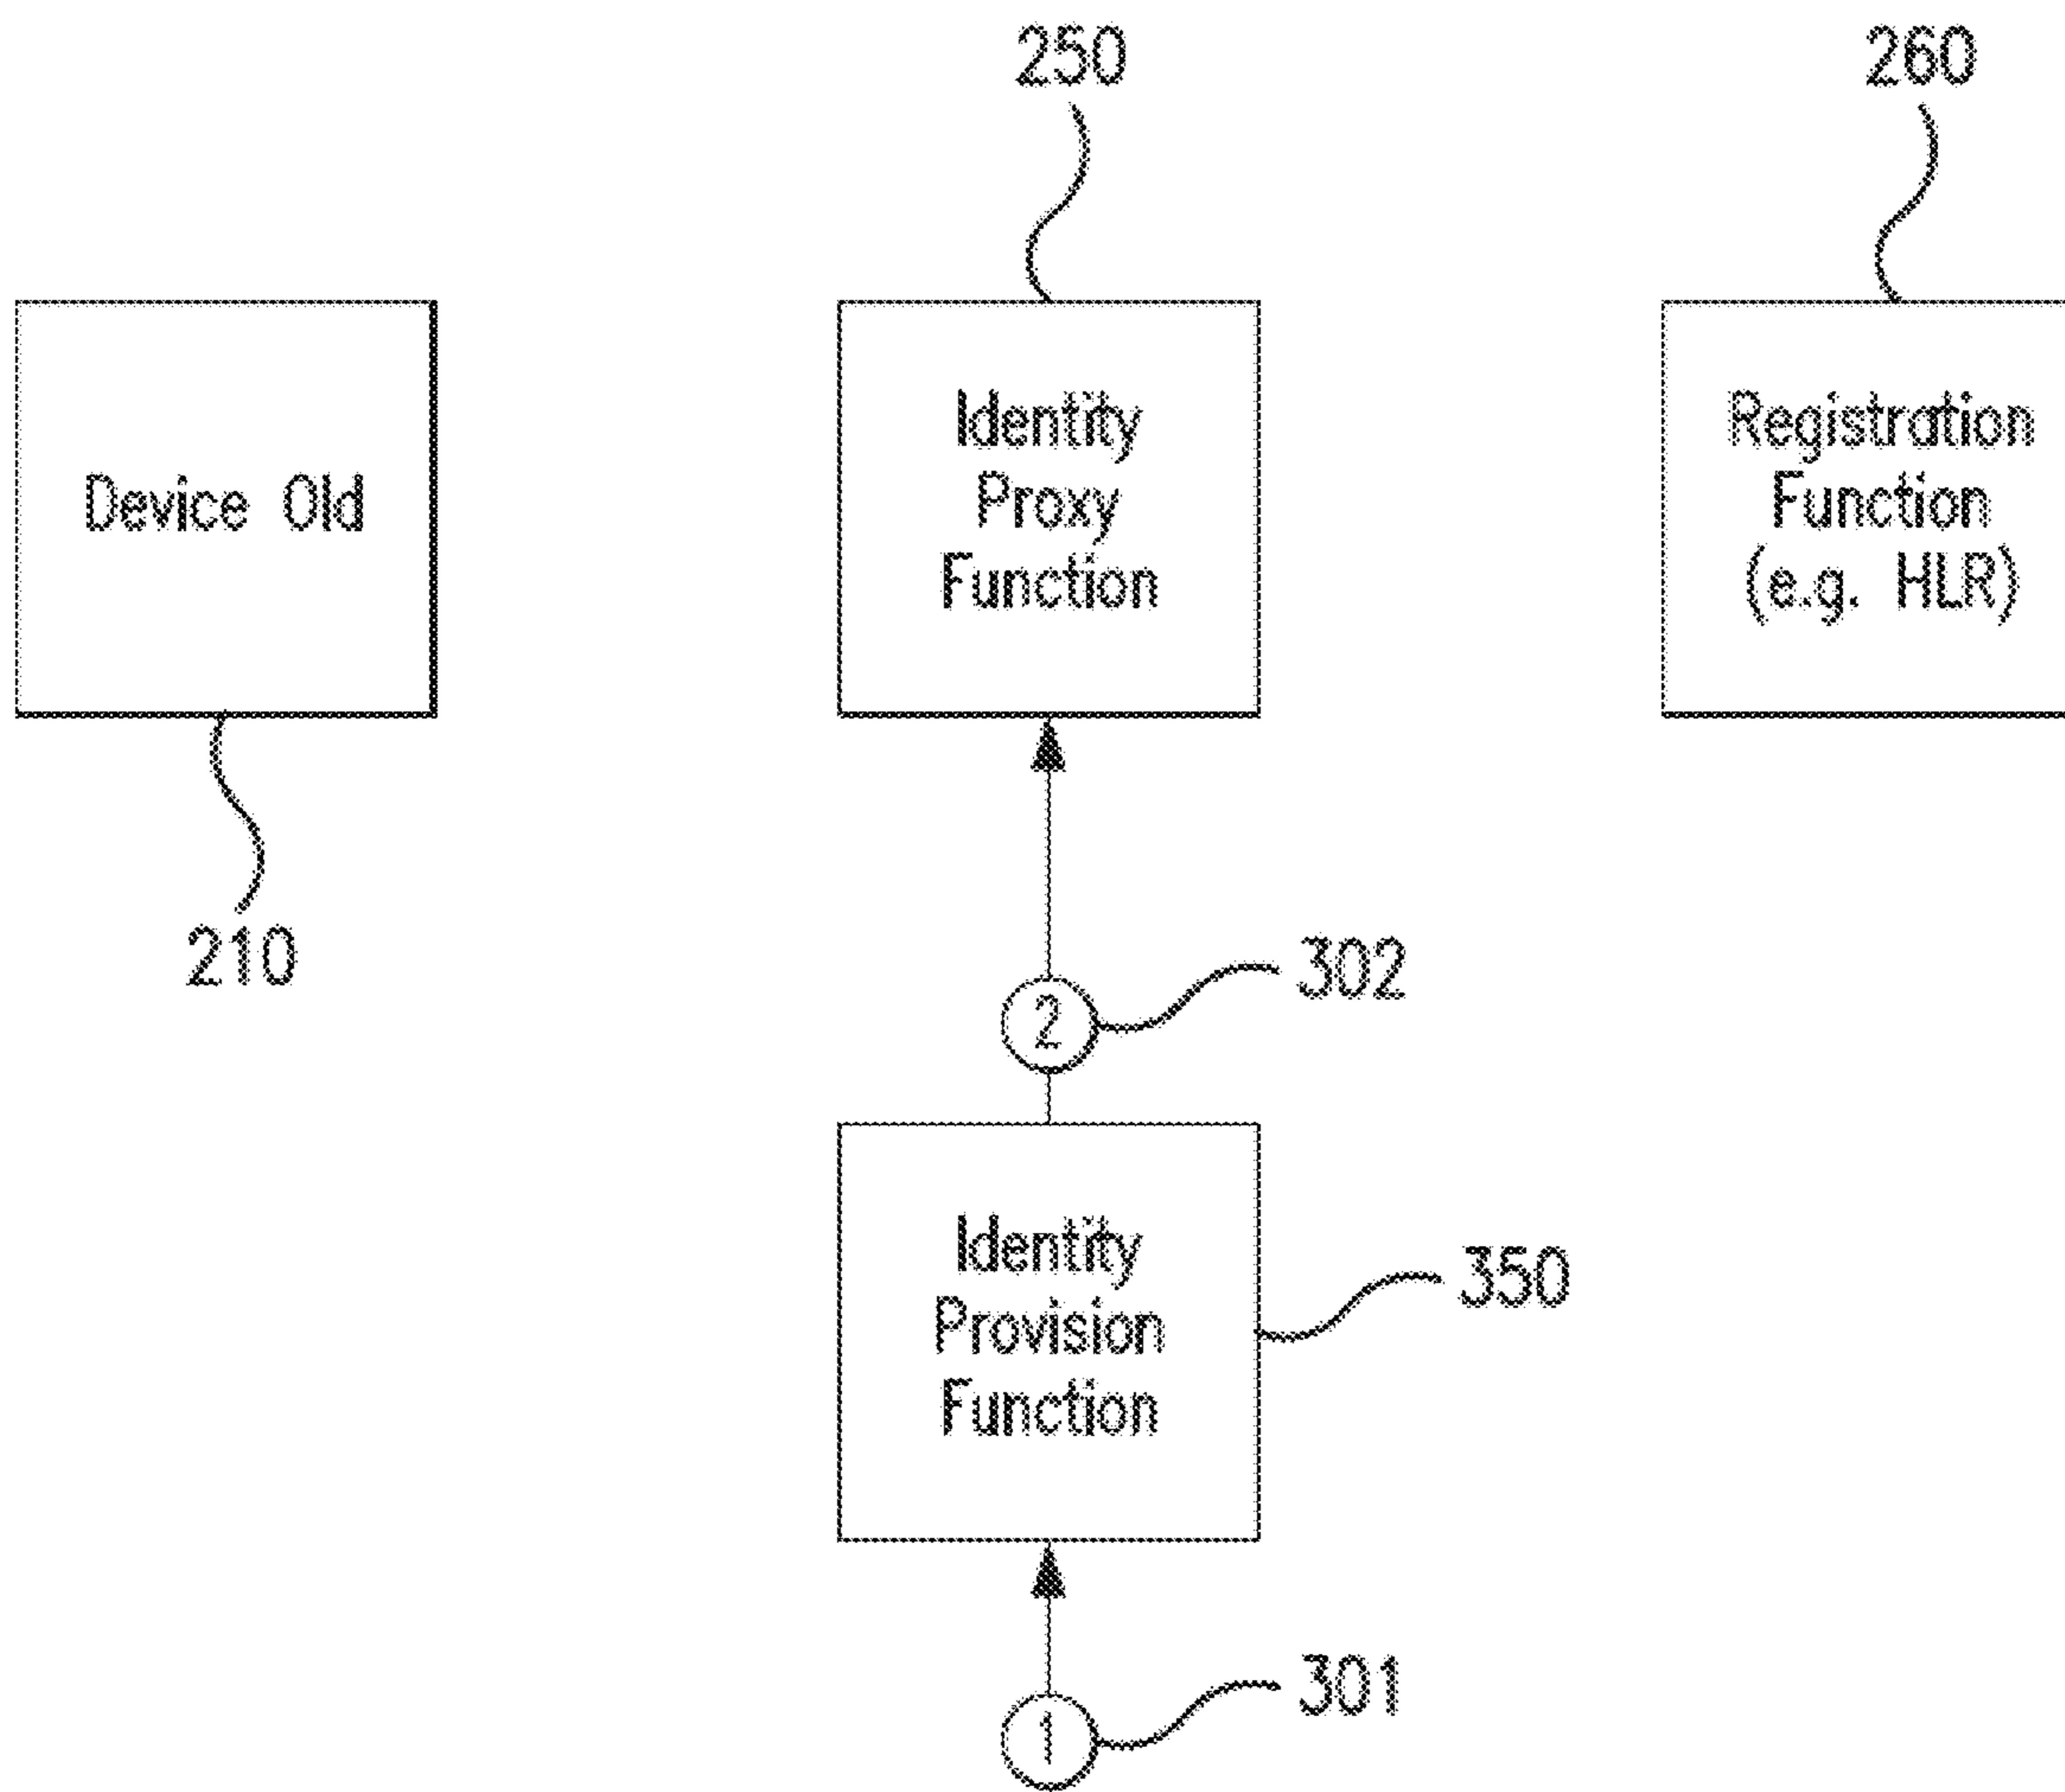 250
260
Device Old
Identity
Proxy
Function
Registration
Function
(e.g. HLR)
210
302
2
Identity
Provision
Function
350
301
1